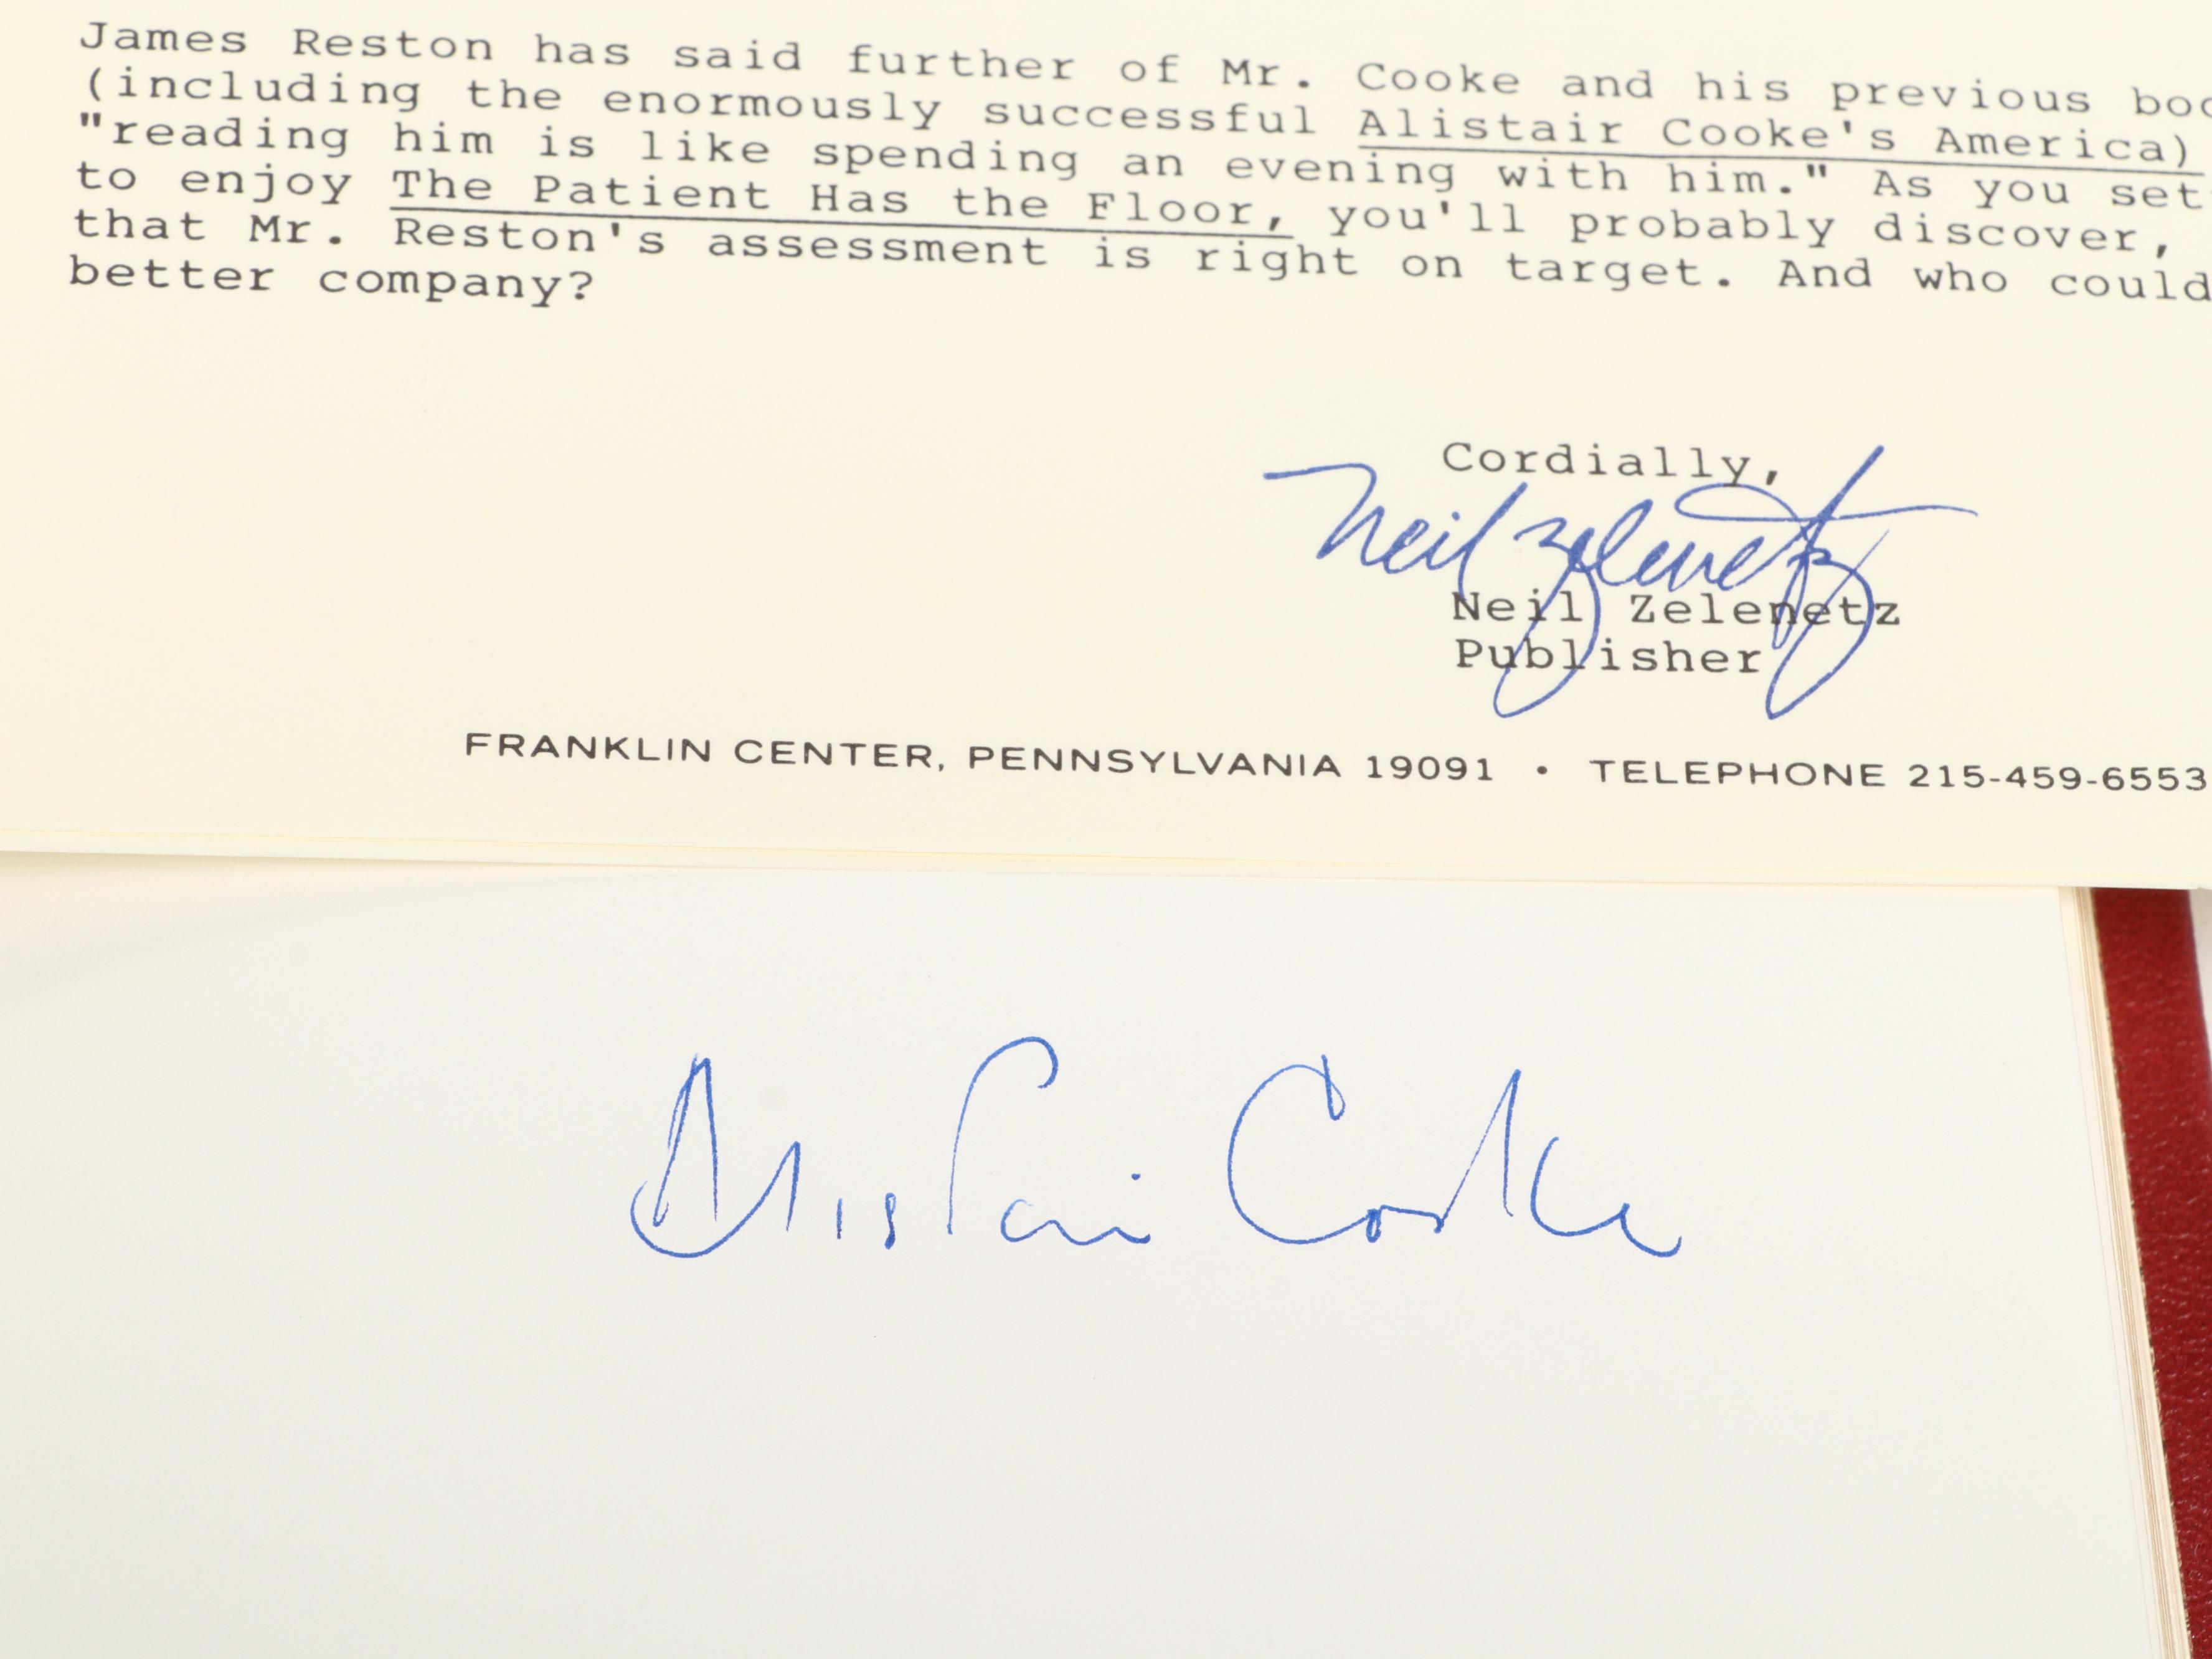 James Reston has said further of Mr. Cooke and his previous
(including the enormously successful Alistair Cooke's America)
"reading him is like spending an evening with him." As you set
to enjoy The Patient Has the Floor, you'll probably discover,
that Mr. Reston's assessment is right on target. And who could
better company?
Cordially,
Neil Zelenetz
Neil Zelenetz
Publisher
FRANKLIN CENTER, PENNSYLVANIA 19091 • TELEPHONE 215-459-6553
Alistair Cooke